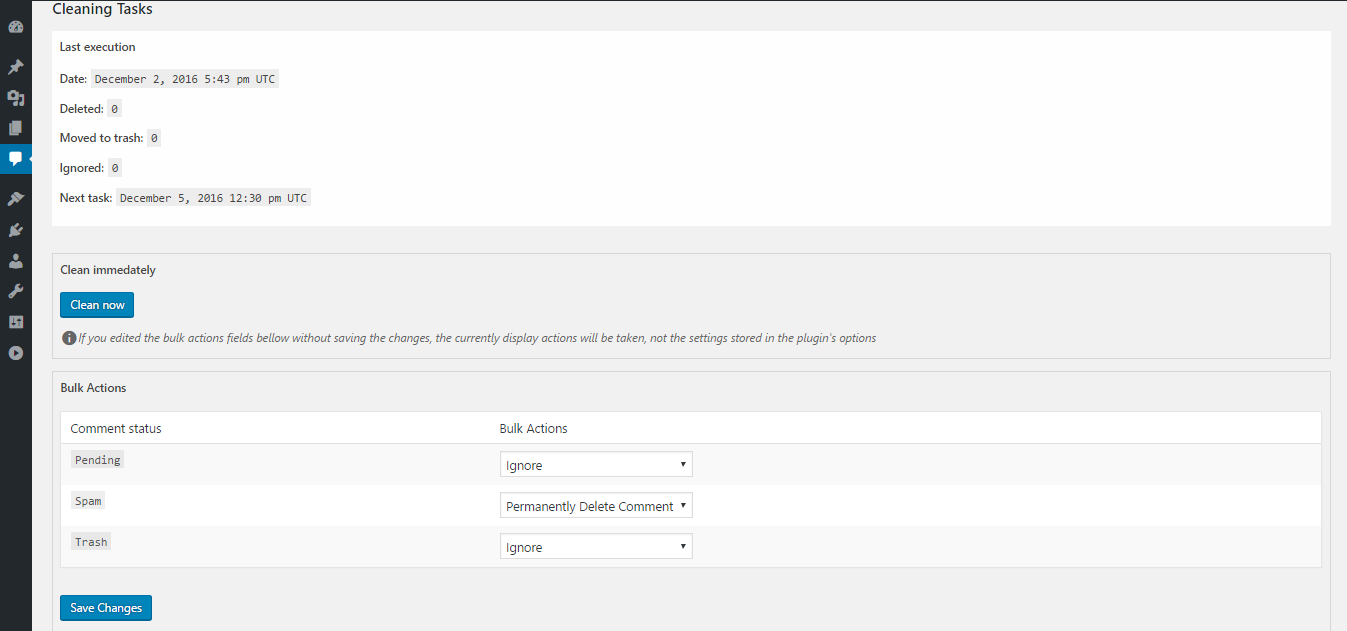 Cleaning Tasks
Last execution
Date: December 2, 2016 5:43 pm UTC
Deleted: 0
Moved to trash: 0
Ignored: 0
Next task: December 5, 2016 12:30 pm UTC
Clean immedately
Clean now
If you edited the bulk actions fields bellow without saving the changes, the currently display actions will be taken, not the settings stored in the plugin's options
Bulk Actions
Comment status Bulk Actions
Pending Ignore
Spam Permanently Delete Comment
Trash Ignore
Save Changes